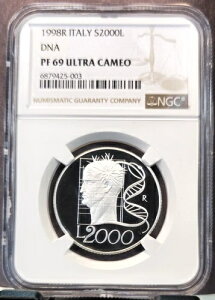 1998R ITALY S2000L
DNA
PF 69 ULTRA CAMEO
6879425-003
NUMISMATIC GUARANTY COMPANY
NGC
R
L.2000